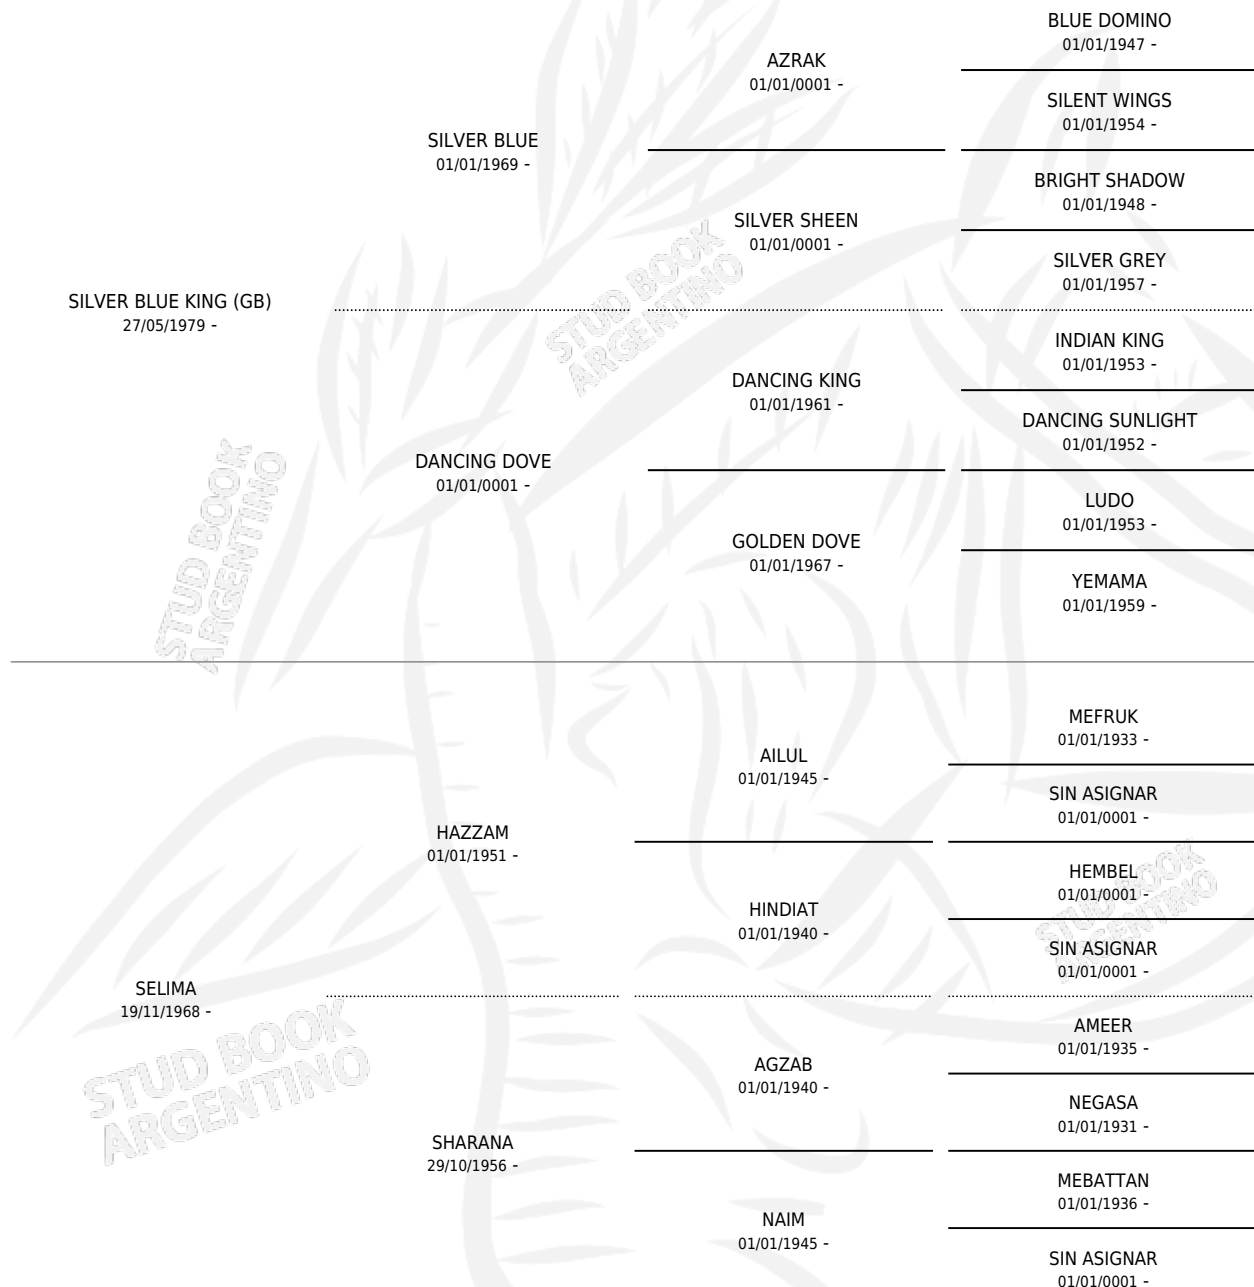 BLUE DOMINO
01/01/1947 -
AZRAK
01/01/0001 -
SILENT WINGS
01/01/1954 -
SILVER BLUE
01/01/1969 -
BRIGHT SHADOW
01/01/1948 -
SILVER SHEEN
01/01/0001 -
SILVER GREY
01/01/1957 -
SILVER BLUE KING (GB)
27/05/1979 -
STUD BOOK
ARGENTINO
INDIAN KING
01/01/1953 -
DANCING KING
01/01/1961 -
DANCING SUNLIGHT
01/01/1952 -
DANCING DOVE
01/01/0001 -
LUDO
01/01/1953 -
GOLDEN DOVE
01/01/1967 -
YEMAMA
01/01/1959 -
STUD BOOK
ARGENTINO
MEFRUK
01/01/1933 -
AILUL
01/01/1945 -
SIN ASIGNAR
01/01/0001 -
HAZZAM
01/01/1951 -
HEMBEL
01/01/0001 -
HINDIAT
01/01/1940 -
SIN ASIGNAR
01/01/0001 -
STUD BOOK
ARGENTINO
SELIMA
19/11/1968 -
AMEER
01/01/1935 -
AGZAB
01/01/1940 -
NEGASA
01/01/1931 -
STUD BOOK
ARGENTINO
SHARANA
29/10/1956 -
MEBATTAN
01/01/1936 -
NAIM
01/01/1945 -
SIN ASIGNAR
01/01/0001 -